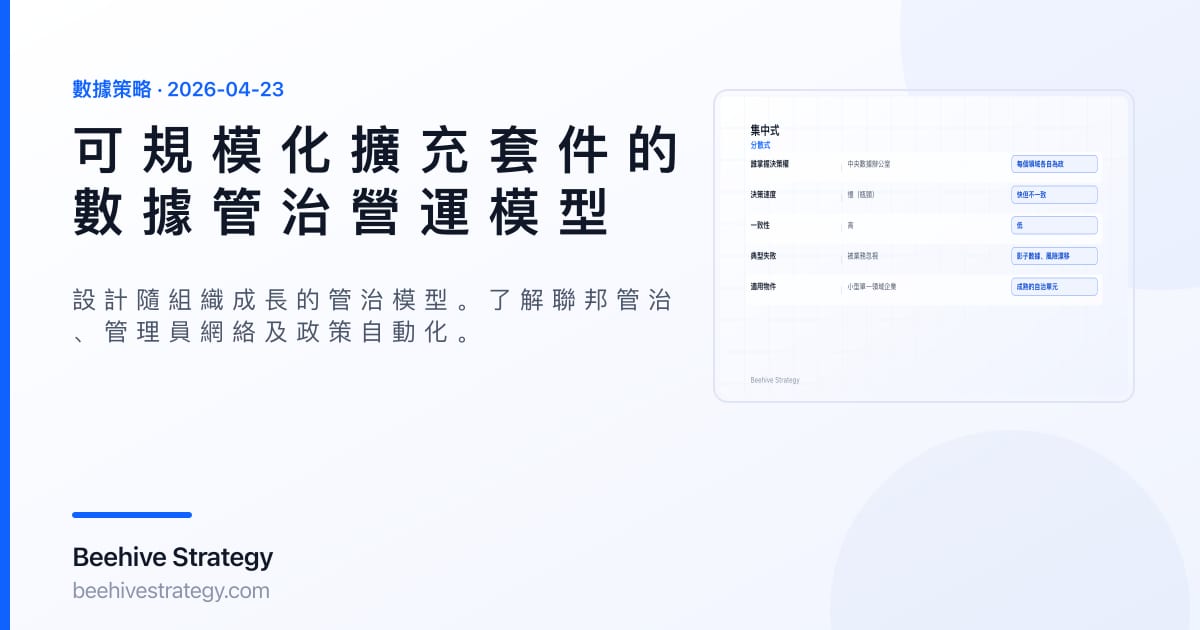 數據策略 · 2026-04-23
可規模化擴充套件的
數據管治營運模型
設計隨組織成長的管治模型。了解聯邦管治
、管理員網絡及政策自動化。
Beehive Strategy
beehivestrategy.com
集中式
分散式
誰掌握決策權 中央數據辦公室 每個領域各自為政
決策速度 慢（瓶頸） 快但不一致
一致性 高 低
典型失敗 被業務忽視 影子數據、風險漂移
適用物件 小型單一領域企業 成熟的自治單元
Beehive Strategy